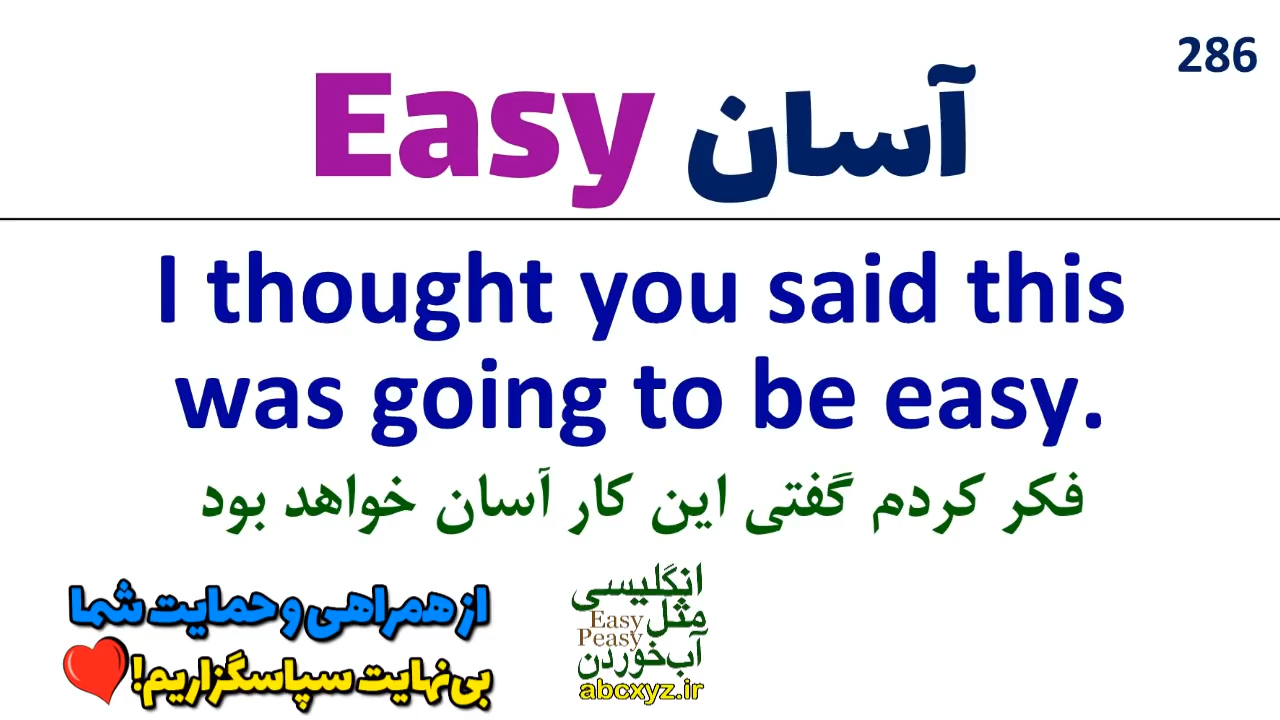 286
Easy آسان
I thought you said this
was going to be easy.
فکر کردم گفتی این کار آسان خواهد بود
از همراهی و حمایت شما
بی‌نهایت سپاسگزاریم!
انگلیسی
مثل
Easy
Peasy
آب‌خوردن
abcxyz.ir